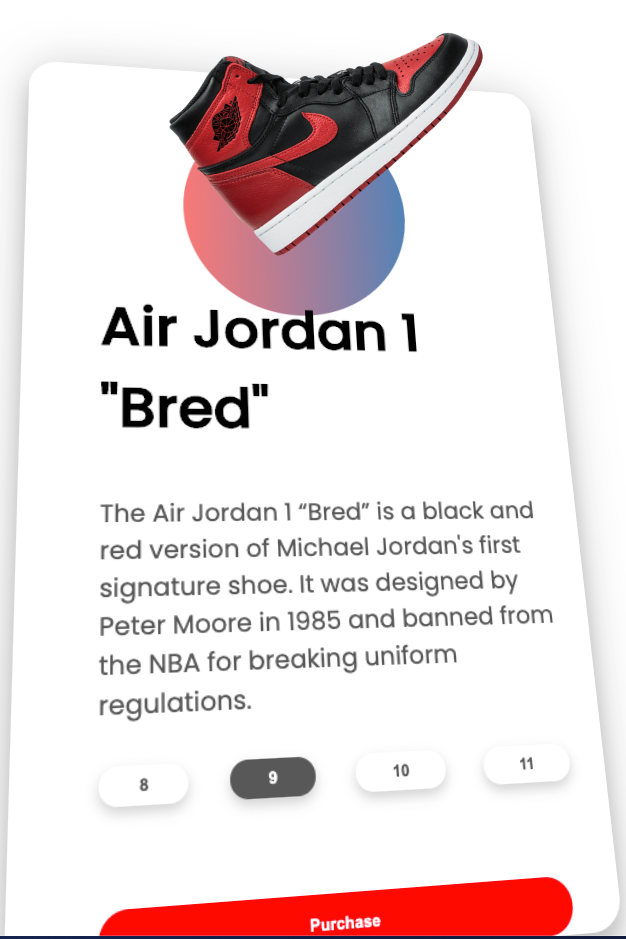 Air Jordan 1
"Bred"
The Air Jordan 1 “Bred” is a black and
red version of Michael Jordan's first
signature shoe. It was designed by
Peter Moore in 1985 and banned from
the NBA for breaking uniform
regulations.
8 9 10 11
Purchase